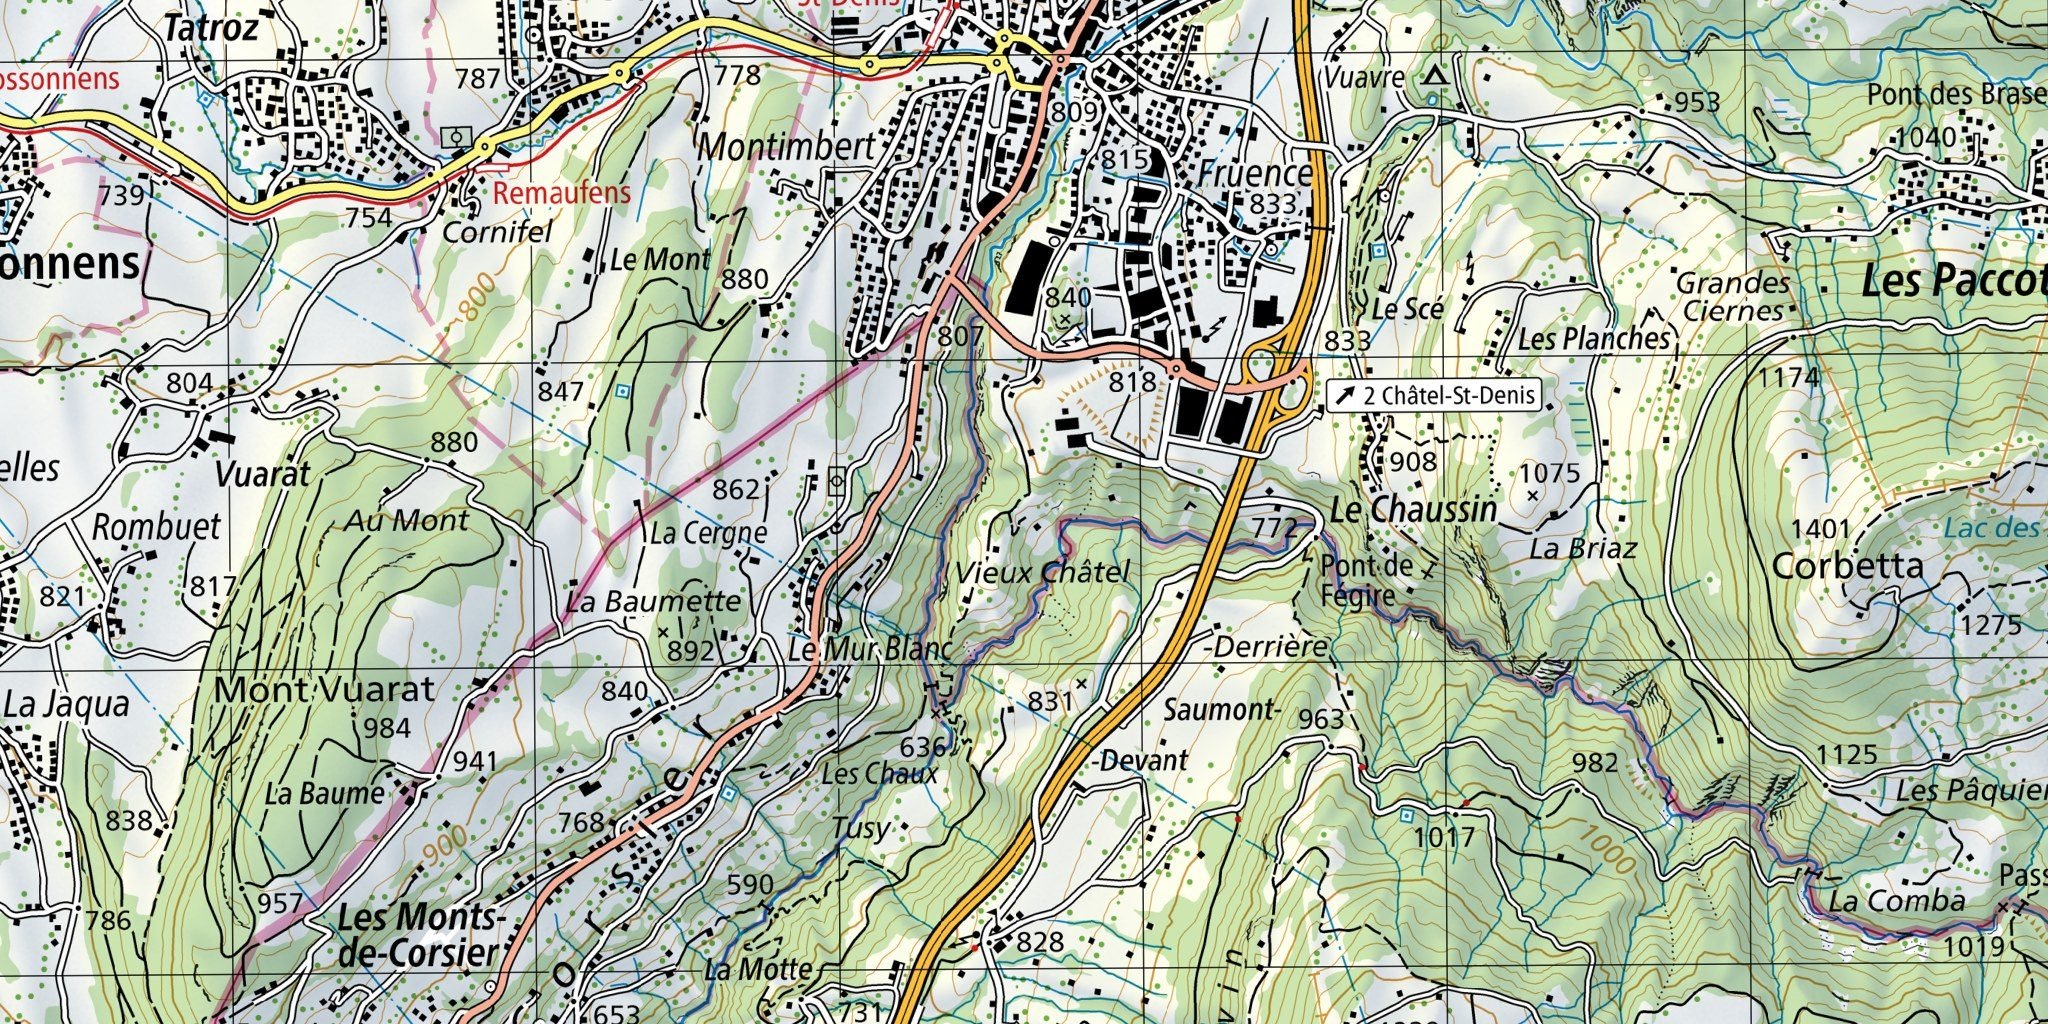 St-Denis
Tatroz
ossonnens
787
778
Vuavre
953
Pont des Brase
1040
809
Montimbert
815
Fruence
833
739
754
Remaufens
Cornifel
onnens
Le Mont
880
800
840
807
Le Scé
833
Grandes
Ciernes
Les Paccot
Les Planches
1174
804
847
818
2 Châtel-St-Denis
elles
Vuarat
880
862
908
1075
Rombuet
Au Mont
La Cergne
772
Le Chaussin
La Briaz
1401
Lac des
Corbetta
821
817
Vieux Châtel
Pont de
Fégire
La Baumette
892
Le Mur Blanc
-Derrière
1275
La Jaqua
Mont Vuarat
984
840
831
Saumont-
963
636
941
-Devant
982
1125
La Baume
Les Chaux
Les Pâquier
838
768
Tusy
1017
1000
900
590
786
957
Les Monts-
de-Corsier
828
Pass
La Comba
1019
La Motte
653
731
C o r s i e r
v i n